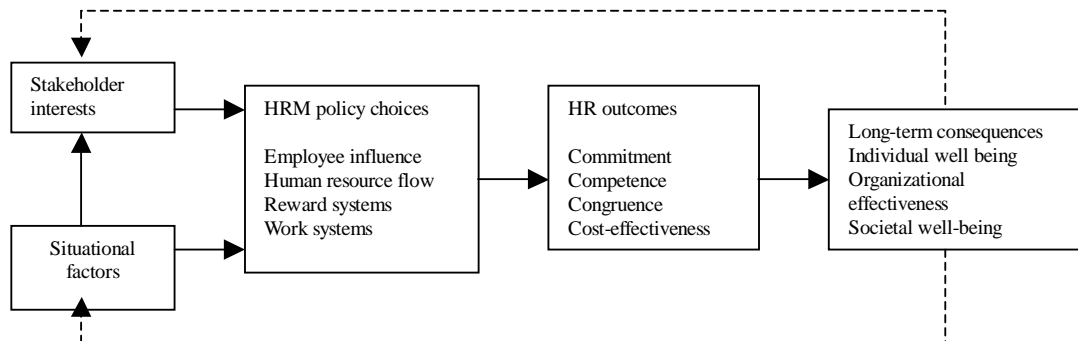 Stakeholder
interests
Situational
factors
HRM policy choices
Employee influence
Human resource flow
Reward systems
Work systems
HR outcomes
Commitment
Competence
Congruence
Cost-effectiveness
Long-term consequences
Individual well being
Organizational
effectiveness
Societal well-being